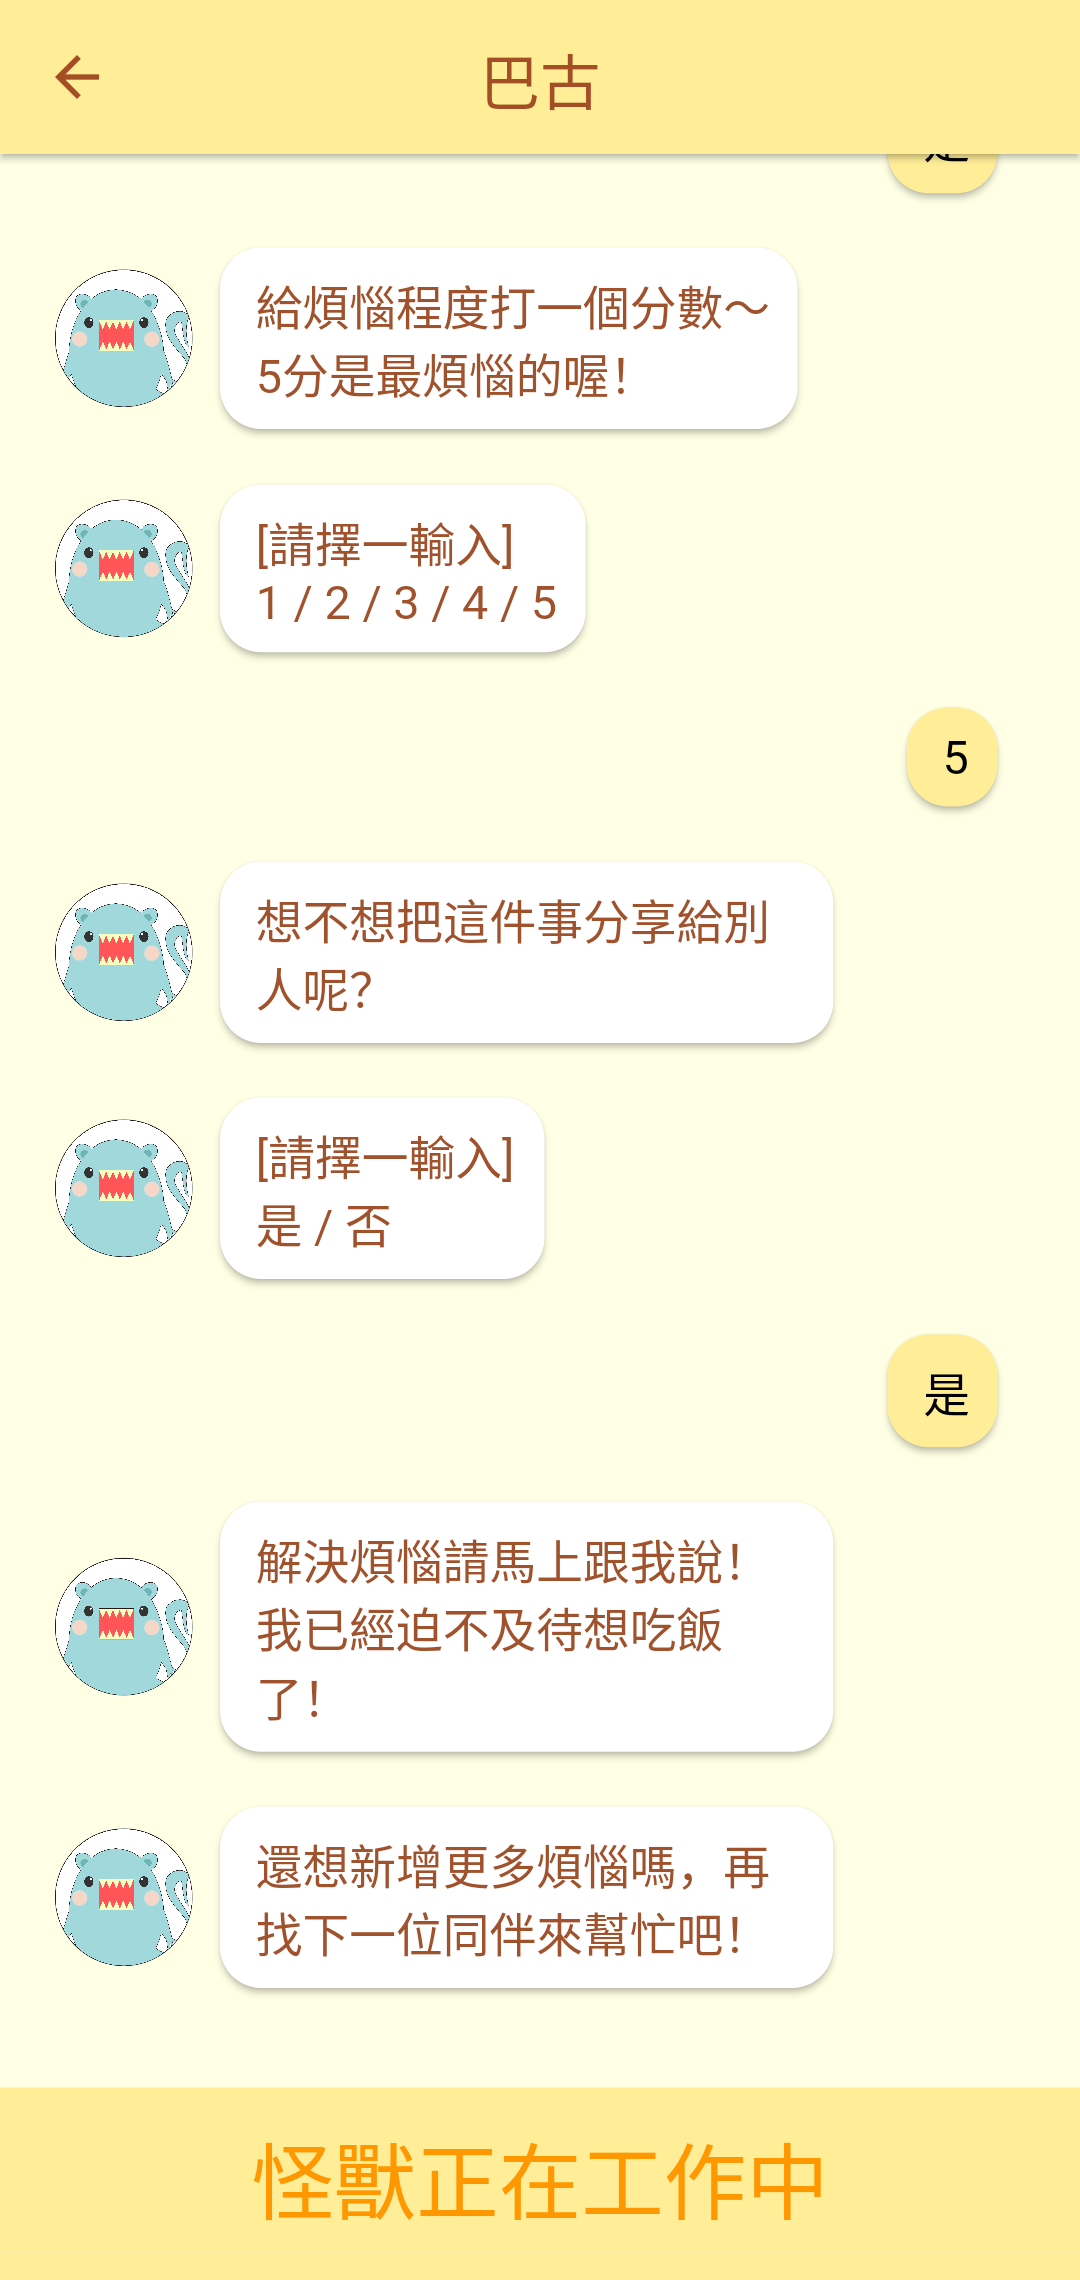 巴古
給煩惱程度打一個分數～
5分是最煩惱的喔！
[請擇一輸入]
1 / 2 / 3 / 4 / 5
5
想不想把這件事分享給別
人呢？
[請擇一輸入]
是 / 否
是
解決煩惱請馬上跟我說！
我已經迫不及待想吃飯
了！
還想新增更多煩惱嗎，再
找下一位同伴來幫忙吧！
怪獸正在工作中